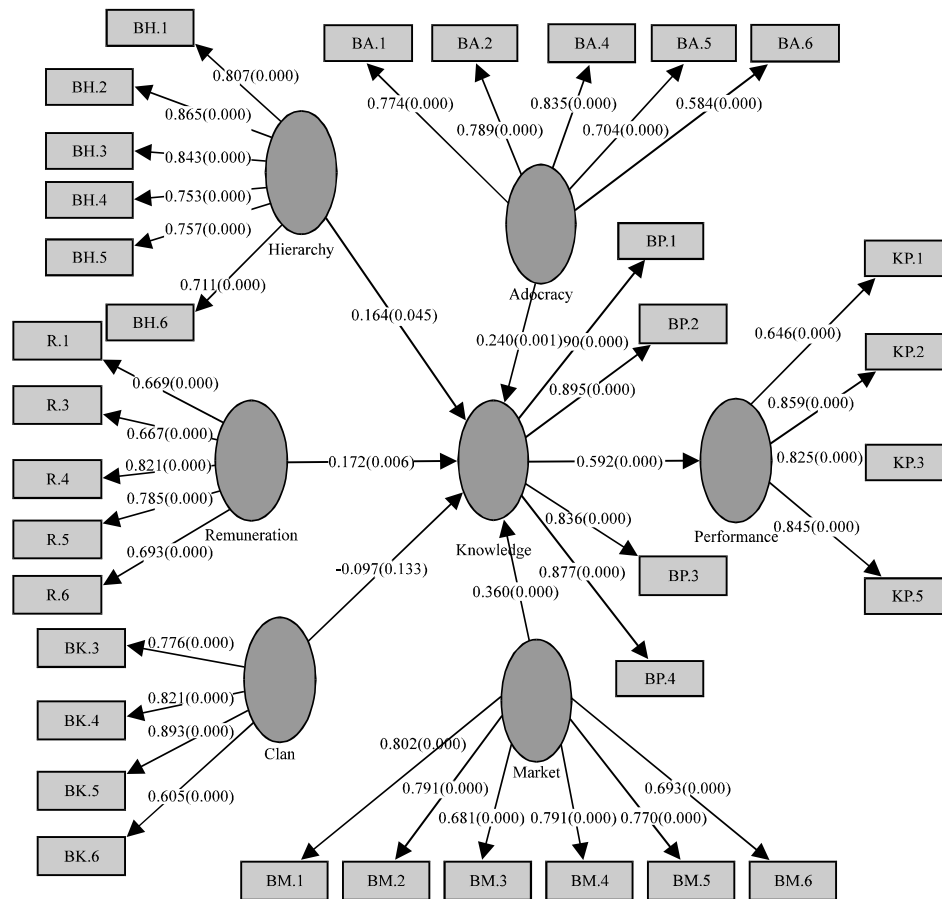 BH.1
BA.1
BA.2
BA.4
BA.5
BA.6
0.807(0.000)
BH.2
0.774(0.000)
0.835(0.000)
0.584(0.000)
0.865(0.000)
0.789(0.000)
0.704(0.000)
BH.3
0.843(0.000)
BH.4
0.753(0.000)
BH.5
0.757(0.000)
Hierarchy
BP.1
KP.1
0.711(0.000)
Adocracy
BH.6
0.164(0.045)
BP.2
R.1
0.240(0.001)
90(0.000)
0.646(0.000)
KP.2
0.669(0.000)
0.895(0.000)
0.859(0.000)
R.3
0.667(0.000)
R.4
0.821(0.000)
0.172(0.006)
0.592(0.000)
0.825(0.000)
KP.3
0.785(0.000)
R.5
0.693(0.000)
Remuneration
Knowledge
0.836(0.000)
Performance
0.845(0.000)
R.6
-0.097(0.133)
0.877(0.000)
BP.3
KP.5
0.360(0.000)
BK.3
0.776(0.000)
BP.4
0.821(0.000)
BK.4
0.893(0.000)
Clan
0.802(0.000)
Market
BK.5
0.605(0.000)
0.791(0.000)
0.693(0.000)
0.681(0.000)
0.791(0.000)
0.770(0.000)
BK.6
BM.1
BM.2
BM.3
BM.4
BM.5
BM.6